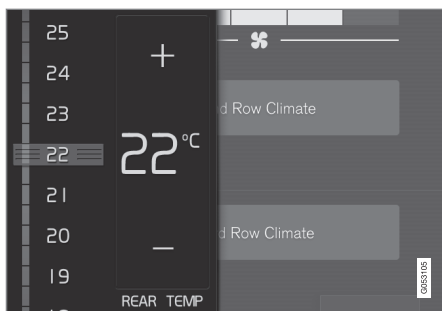 25
24
23
22
21
20
19
+
22°C
−
REAR TEMP
d Row Climate
d Row Climate
G053105